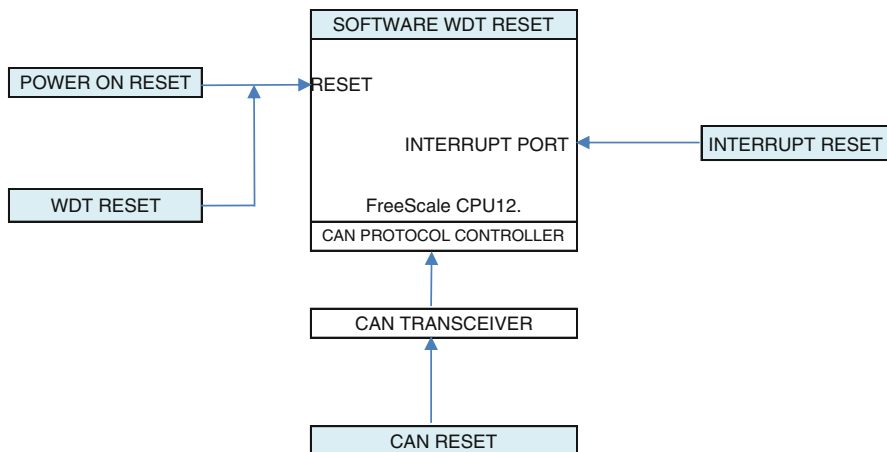 SOFTWARE WDT RESET
POWER ON RESET
RESET
INTERRUPT PORT
INTERRUPT RESET
WDT RESET
FreeScale CPU12.
CAN PROTOCOL CONTROLLER
CAN TRANSCEIVER
CAN RESET